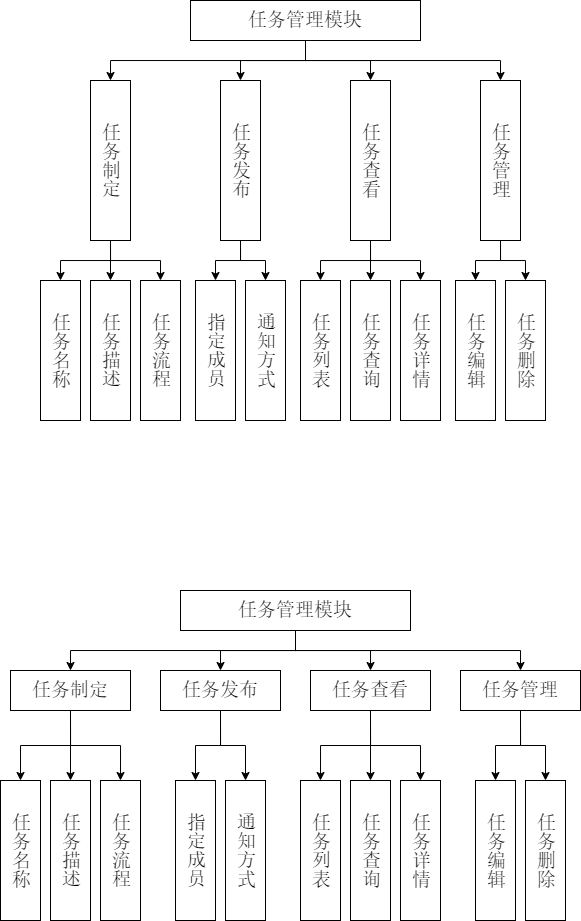 任务管理模块
任务制定
任务发布
任务查看
任务管理
任务名称
任务描述
任务流程
指定成员
通知方式
任务列表
任务查询
任务详情
任务编辑
任务删除
任务管理模块
任务制定
任务发布
任务查看
任务管理
任务名称
任务描述
任务流程
指定成员
通知方式
任务列表
任务查询
任务详情
任务编辑
任务删除